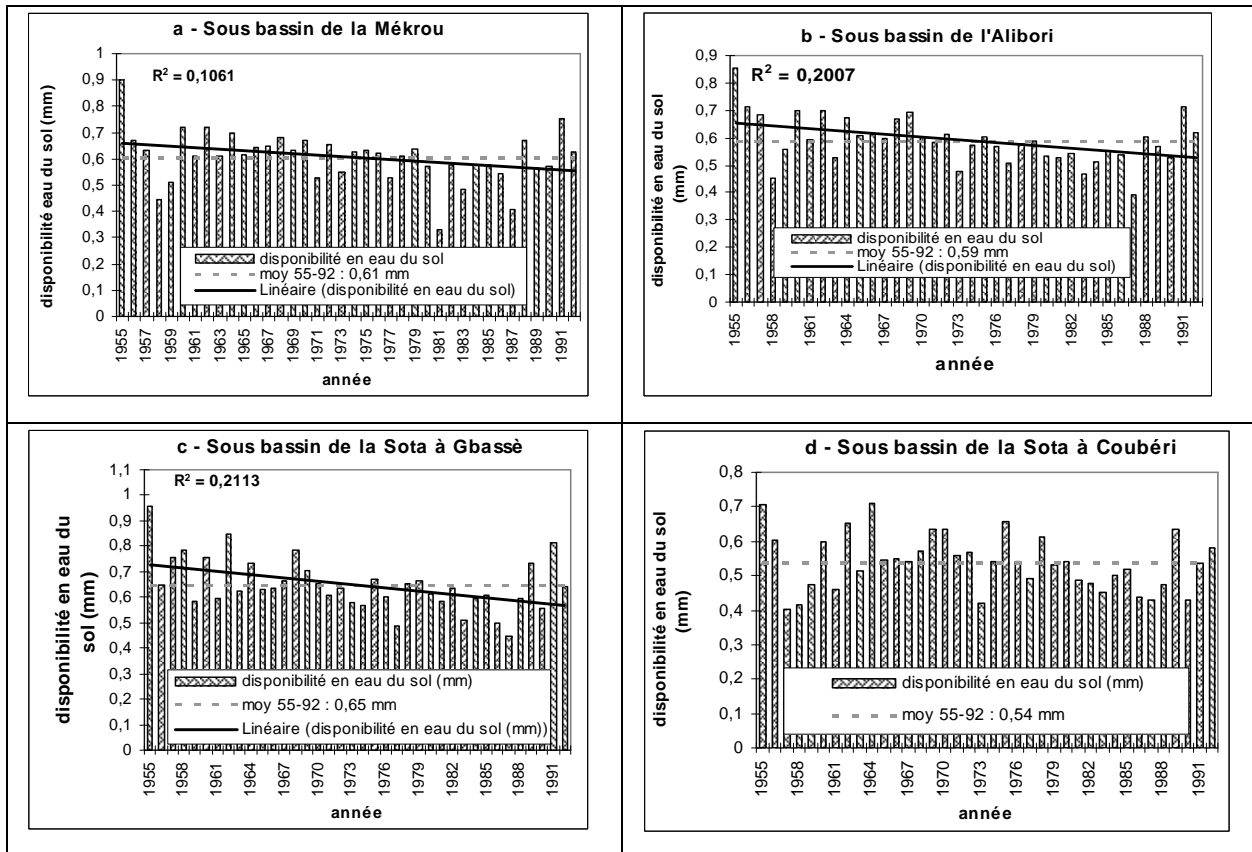 a - Sous bassin de la Mékrou
R² = 0,1061
disponibilité eau du sol (mm)
1
0,9
0,8
0,7
0,6
0,5
0,4
0,3
0,2
0,1
0
disponibilité en eau du sol
moy 55-92 : 0,61 mm
Linéaire (disponibilité en eau du sol)
1955 1957 1959 1961 1963 1965 1967 1969 1971 1973 1975 1977 1979 1981 1983 1985 1987 1989 1991
année
b - Sous bassin de l'Alibori
R² = 0,2007
disponibilité en eau du sol
(mm)
0,9
0,8
0,7
0,6
0,5
0,4
0,3
0,2
0,1
0
disponibilité en eau du sol
moy 55-92 : 0,59 mm
Linéaire (disponibilité en eau du sol)
1955 1958 1961 1964 1967 1970 1973 1976 1979 1982 1985 1988 1991
année
c - Sous bassin de la Sota à Gbassè
R² = 0,2113
disponibilité en eau du
sol (mm)
1,1
1
0,9
0,8
0,7
0,6
0,5
0,4
0,3
0,2
0,1
0
disponibilité en eau du sol (mm)
moy 55-92 : 0,65 mm
Linéaire (disponibilité en eau du sol (mm))
1955 1958 1961 1964 1967 1970 1973 1976 1979 1982 1985 1988 1991
année
d - Sous bassin de la Sota à Coubéri
disponibilité en eau du sol
(mm)
0,8
0,7
0,6
0,5
0,4
0,3
0,2
0,1
0
disponibilité en eau du sol (mm)
moy 55-92 : 0,54 mm
1955 1958 1961 1964 1967 1970 1973 1976 1979 1982 1985 1988 1991
année